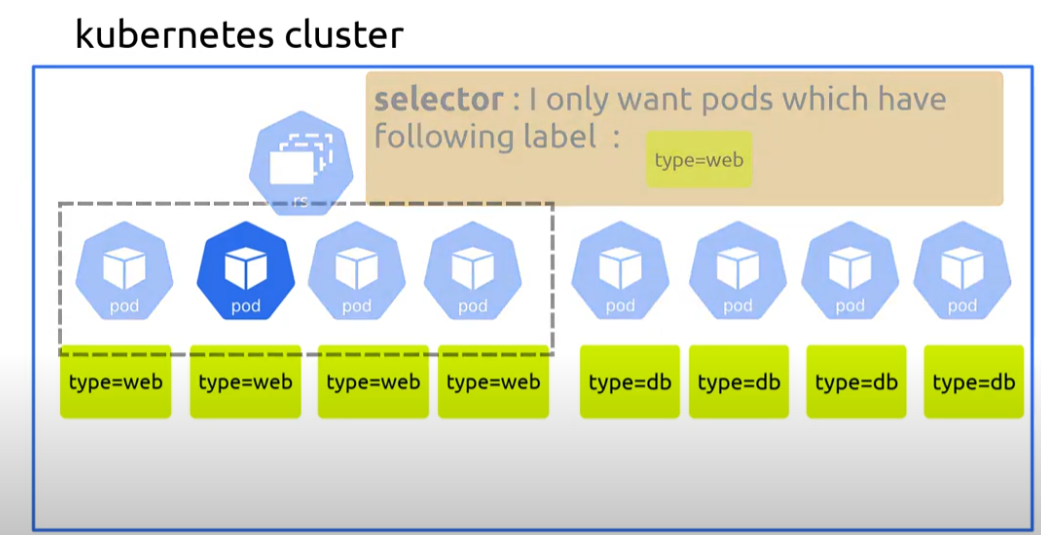 kubernetes cluster
selector : I only want pods which have
following label :
type=web
rs
pod
pod
pod
pod
pod
pod
pod
pod
type=web
type=web
type=web
type=web
type=db
type=db
type=db
type=db